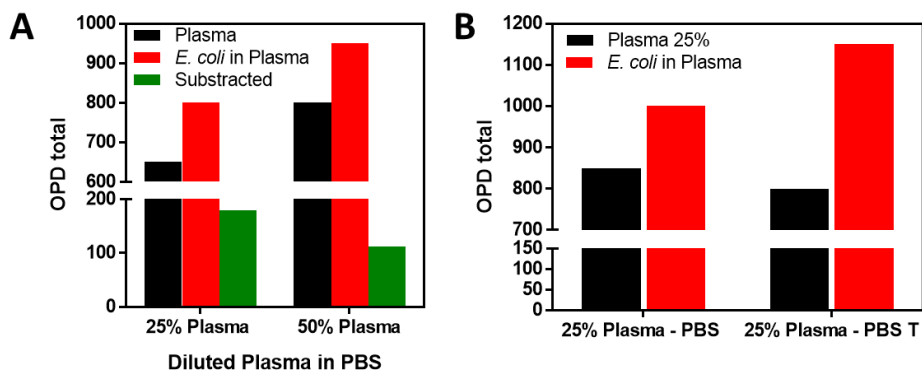 A
OPD total
1000
900
800
700
600
200
100
0
Plasma
E. coli in Plasma
Substracted
25% Plasma
50% Plasma
Diluted Plasma in PBS
B
OPD total
1200
1100
1000
900
800
700
150
100
50
0
Plasma 25%
E. coli in Plasma
25% Plasma - PBS
25% Plasma - PBS T